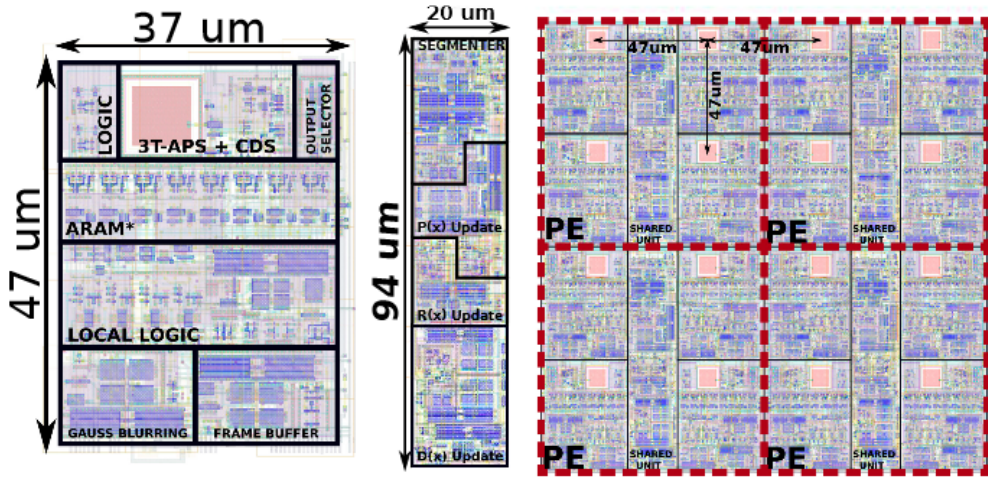 37 um
47 um
LOGIC
3T-APS + CDS
OUTPUT
SELECTOR
ARAM*
LOCAL LOGIC
GAUSS BLURRING
FRAME BUFFER
20 um
94 um
SEGMENTER
P(x) Update
R(x) Update
D(x) Update
47um
47um
47um
PE
SHARED
UNIT
PE
SHARED
UNIT
PE
SHARED
UNIT
PE
SHARED
UNIT